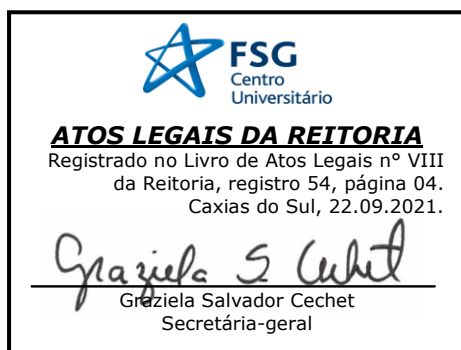 FSG
Centro
Universitário
ATOS LEGAIS DA REITORIA
Registrado no Livro de Atos Legais n° VIII
da Reitoria, registro 54, página 04.
Caxias do Sul, 22.09.2021.
Graziela S. Cechet
Graziela Salvador Cechet
Secretária-geral